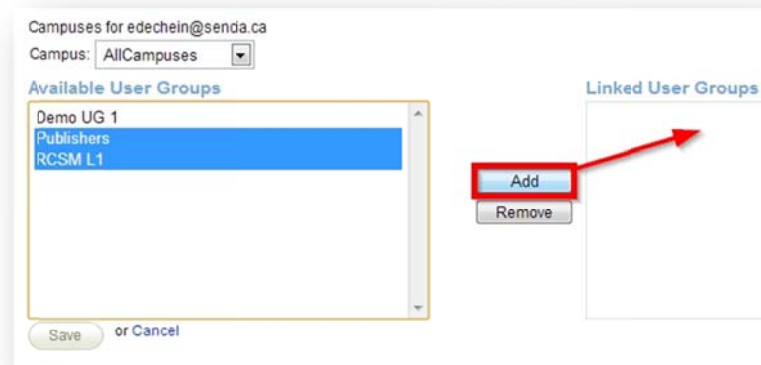 Campuses for edechein@senda.ca
Campus: AllCampuses
Available User Groups
Linked User Groups
Demo UG 1
Publishers
RCSM L1
Add
Remove
Save or Cancel